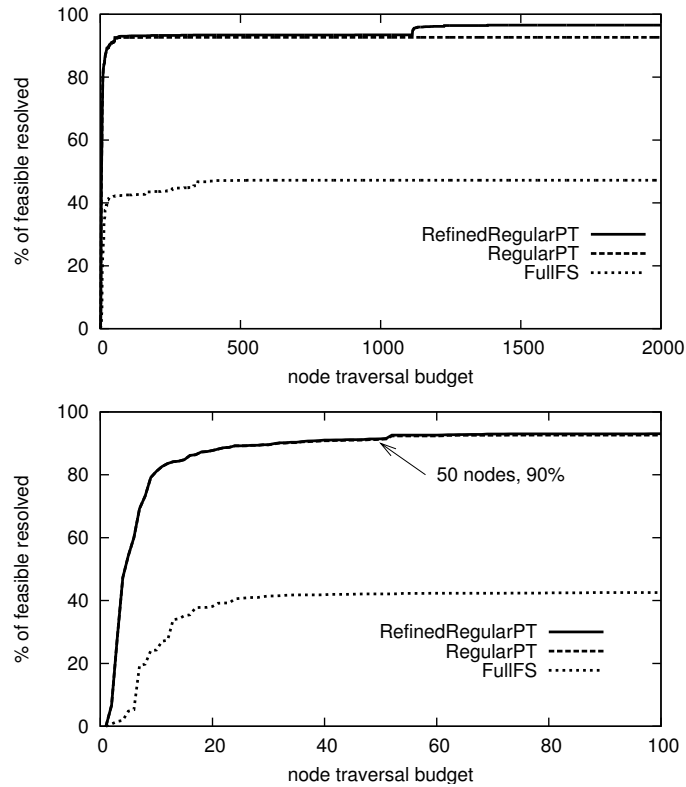 100
80
60
40
20
0
% of feasible resolved
RefinedRegularPT
RegularPT
FullFS
0 500 1000 1500 2000
node traversal budget
100
80
60
40
20
0
% of feasible resolved
50 nodes, 90%
RefinedRegularPT
RegularPT
FullFS
0 20 40 60 80 100
node traversal budget